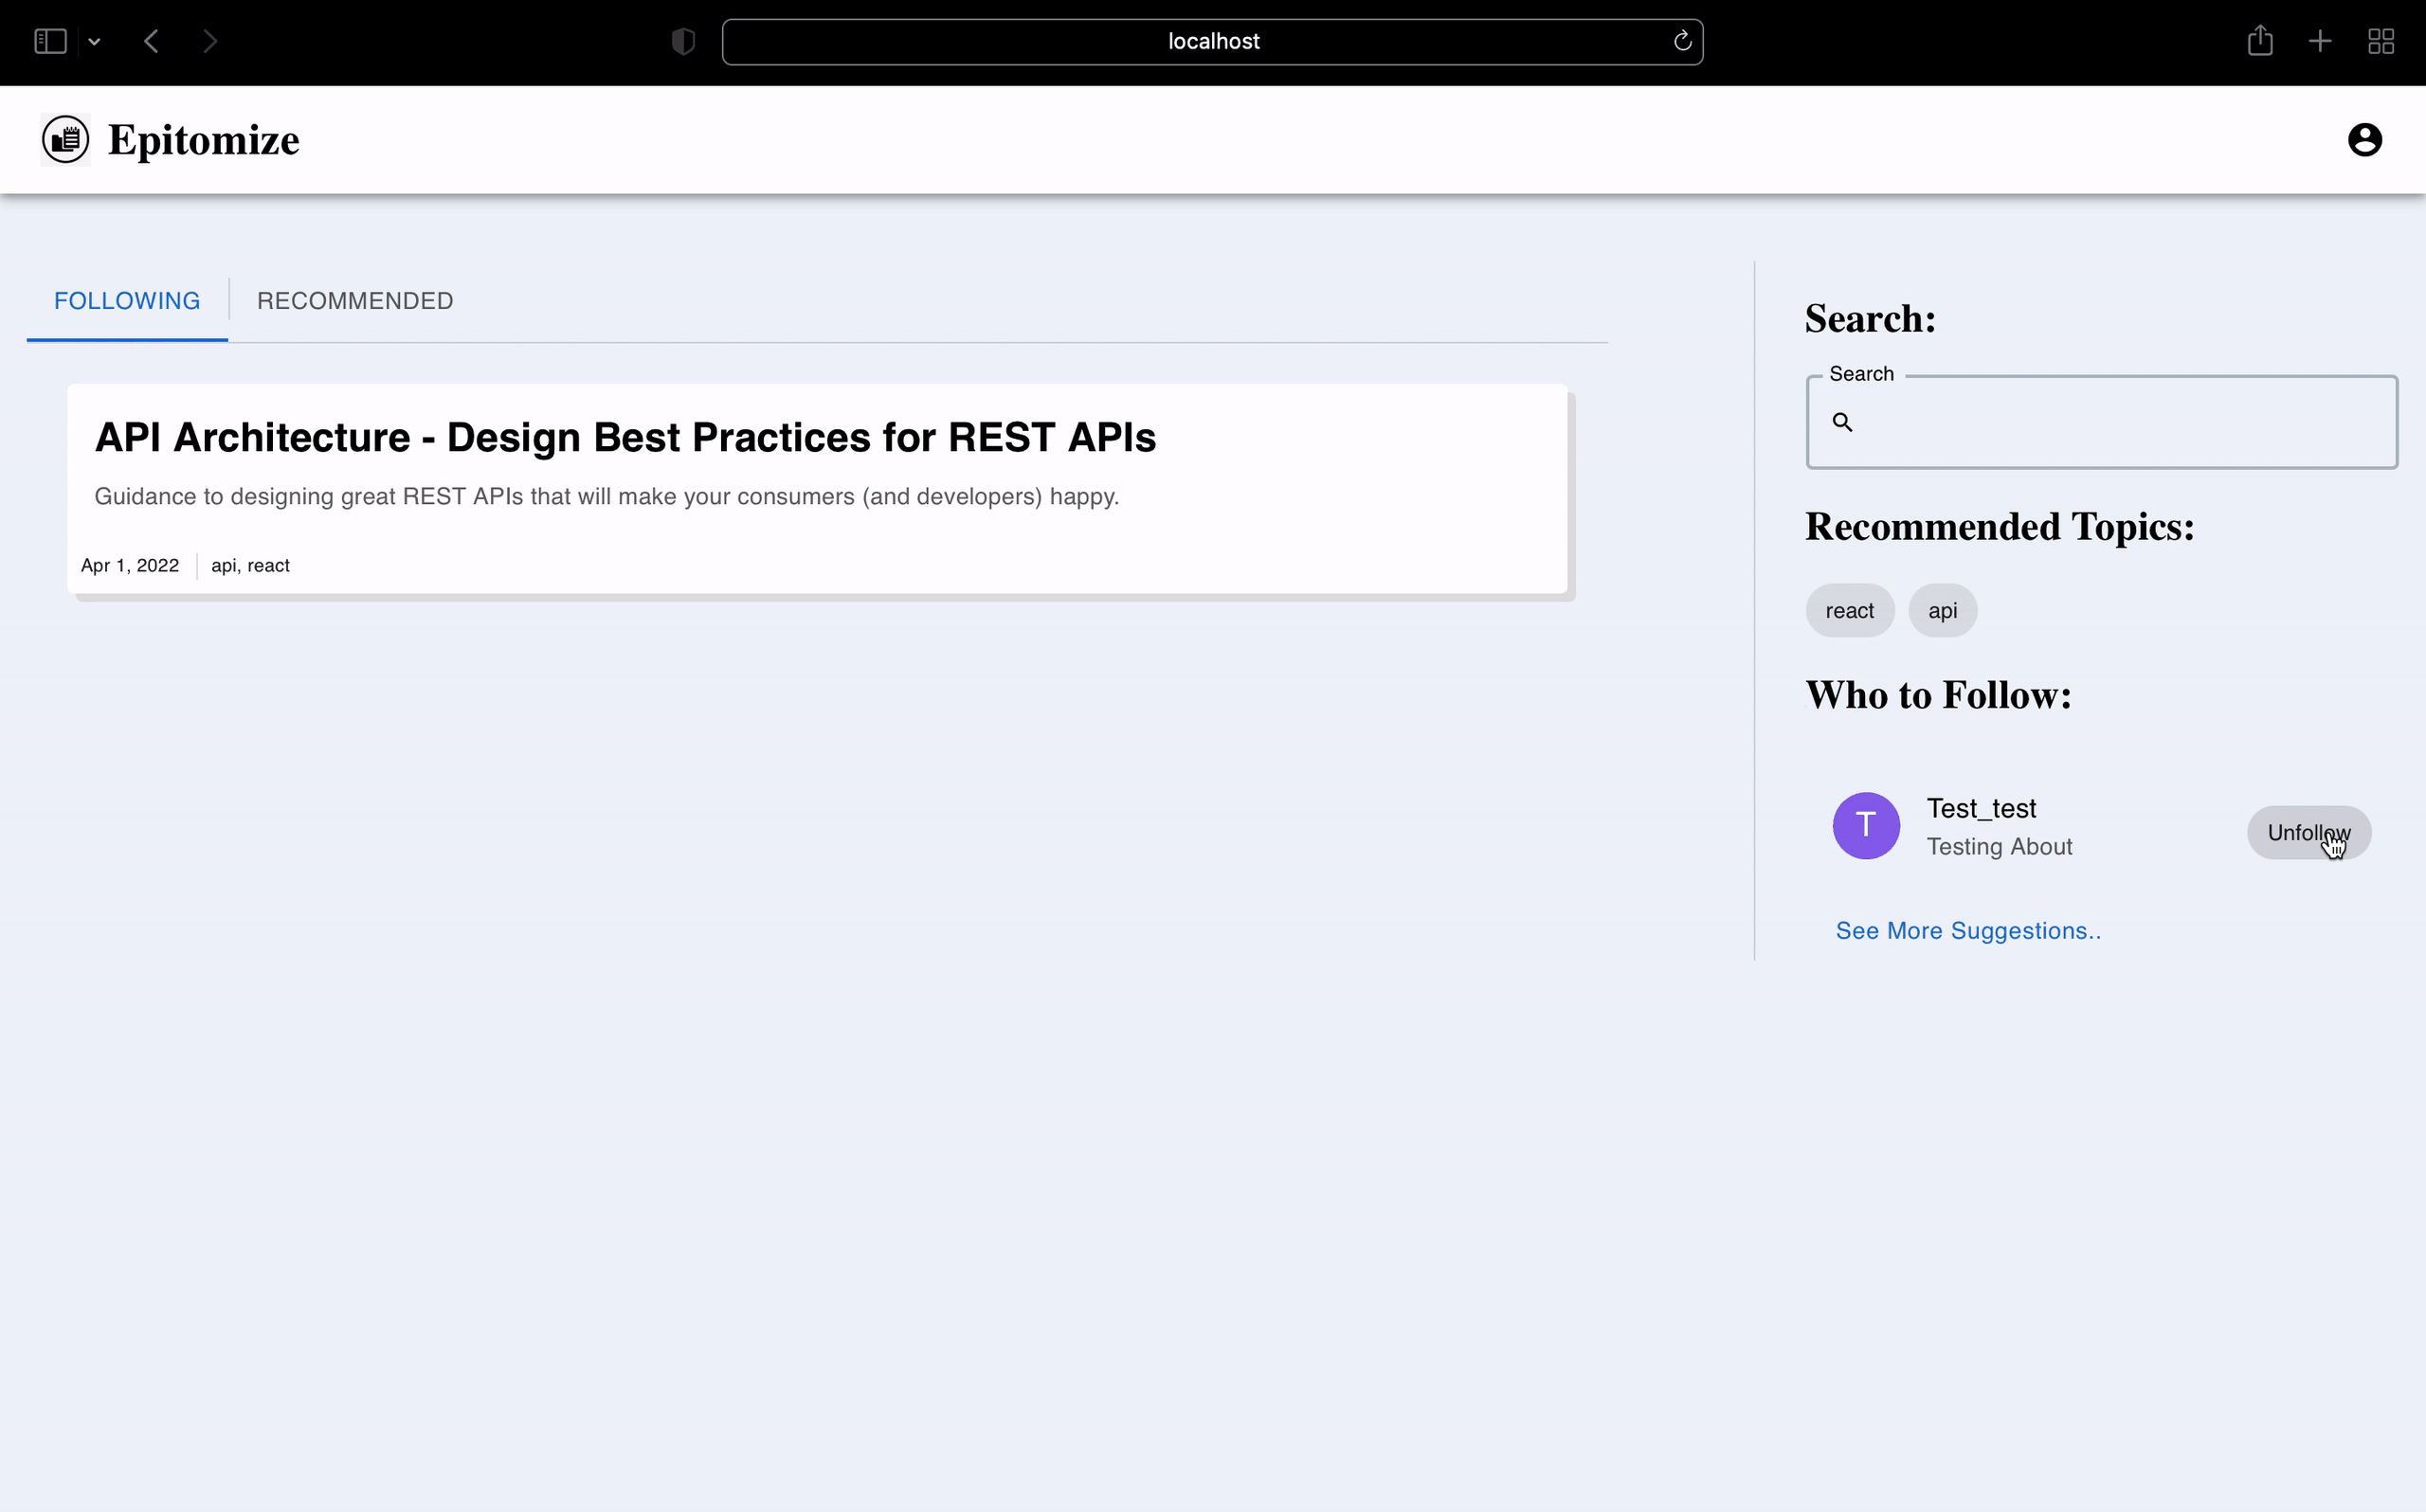 localhost
Epitomize
FOLLOWING
RECOMMENDED
API Architecture - Design Best Practices for REST APIs
Guidance to designing great REST APIs that will make your consumers (and developers) happy.
Apr 1, 2022
api, react
Search:
Search
Recommended Topics:
react
api
Who to Follow:
T
Test_test
Testing About
Unfollow
See More Suggestions..